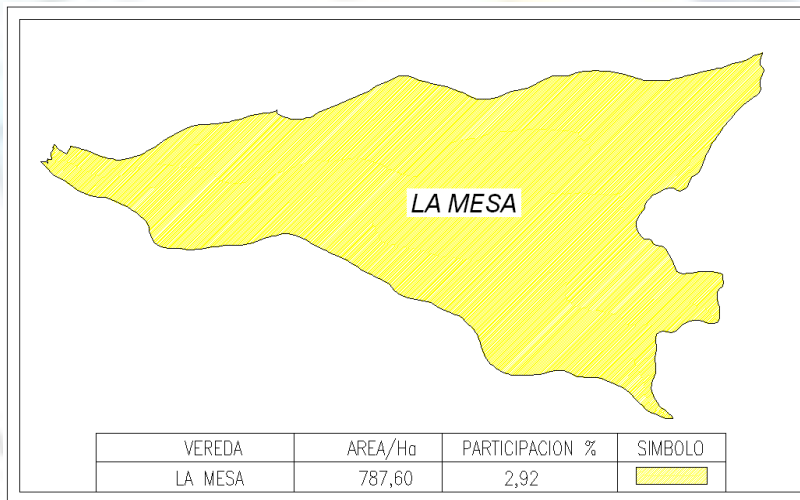 LA MESA
VEREDA AREA/Ha PARTICIPACION % SIMBOLO
LA MESA 787,60 2,92